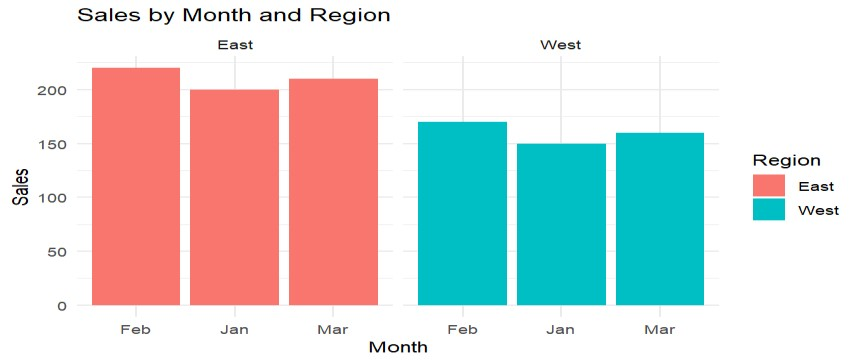 Sales by Month and Region
East West
200
150
100
50
0
Sales
Feb Jan Mar Feb Jan Mar
Month
Region
East
West